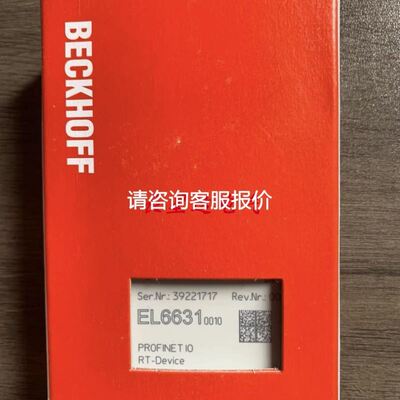 BECKHOFF
请咨询客服报价
Ser.Nr.: 39221717 Rev.Nr.: 00
EL6631 0010
PROFINET IO
RT-Device